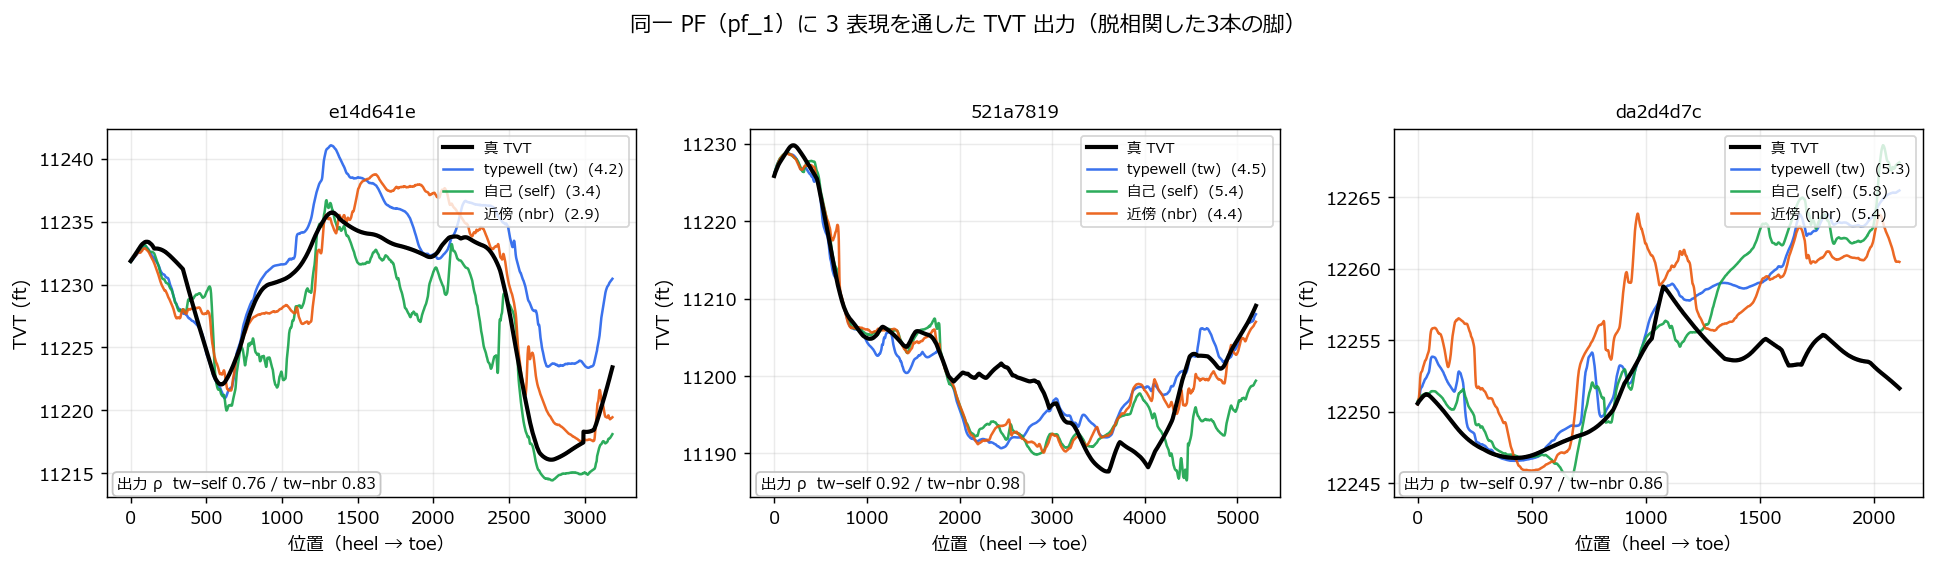 同一 PF（pf_1）に 3 表現を通した TVT 出力（脱相関した3本の脚）
e14d641e
TVT (ft)
11240
11235
11230
11225
11220
11215
真 TVT
typewell (tw)  (4.2)
自己 (self)  (3.4)
近傍 (nbr)  (2.9)
出力 ρ  tw−self 0.76 / tw−nbr 0.83
0
500
1000
1500
2000
2500
3000
位置（heel → toe）
521a7819
TVT (ft)
11230
11220
11210
11200
11190
真 TVT
typewell (tw)  (4.5)
自己 (self)  (5.4)
近傍 (nbr)  (4.4)
出力 ρ  tw−self 0.92 / tw−nbr 0.98
0
1000
2000
3000
4000
5000
位置（heel → toe）
da2d4d7c
TVT (ft)
12265
12260
12255
12250
12245
真 TVT
typewell (tw)  (5.3)
自己 (self)  (5.8)
近傍 (nbr)  (5.4)
出力 ρ  tw−self 0.97 / tw−nbr 0.86
0
500
1000
1500
2000
位置（heel → toe）